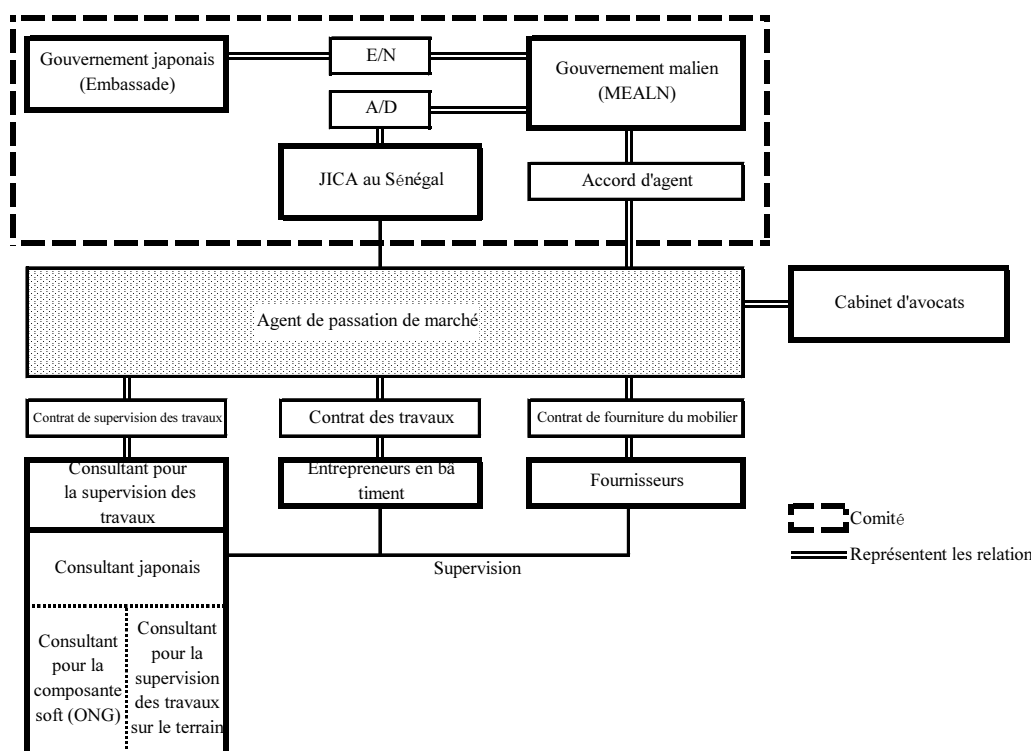 Gouvernement japonais
(Embassade)
E/N
Gouvernement malien
(MEALN)
A/D
JICA au Sénégal
Accord d'agent
Agent de passation de marché
Cabinet d'avocats
Contrat de supervision des travaux
Contrat des travaux
Contrat de fourniture du mobilier
Consultant pour
la supervision des
travaux
Entrepreneurs en bâ
timent
Fournisseurs
Comité
Représentent les relation
Consultant japonais
Supervision
Consultant
pour la
composante
soft (ONG)
Consultant
pour la
supervision
des travaux
sur le terrain